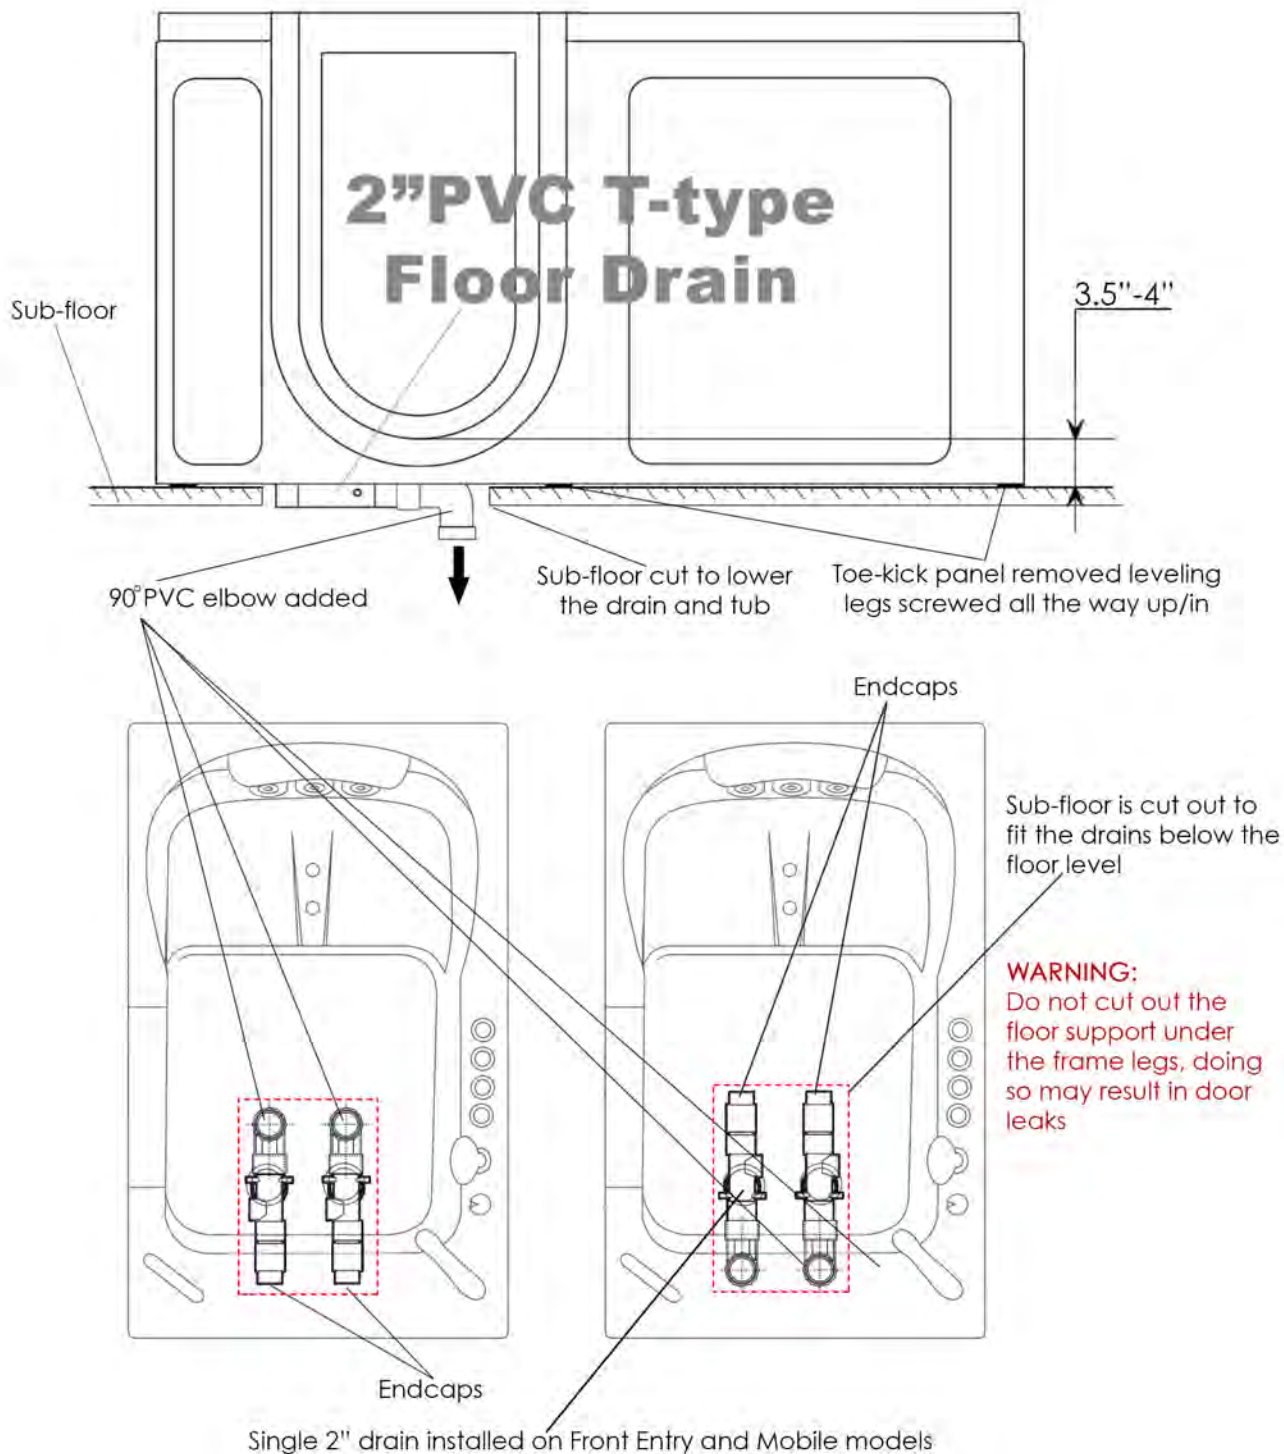 2”PVC T-type
Floor Drain
Sub-floor
3.5”-4”
90°PVC elbow added
Sub-floor cut to lower
the drain and tub
Toe-kick panel removed leveling
legs screwed all the way up/in
Endcaps
Sub-floor is cut out to
fit the drains below the
floor level
WARNING:
Do not cut out the
floor support under
the frame legs, doing
so may result in door
leaks
Endcaps
Single 2” drain installed on Front Entry and Mobile models